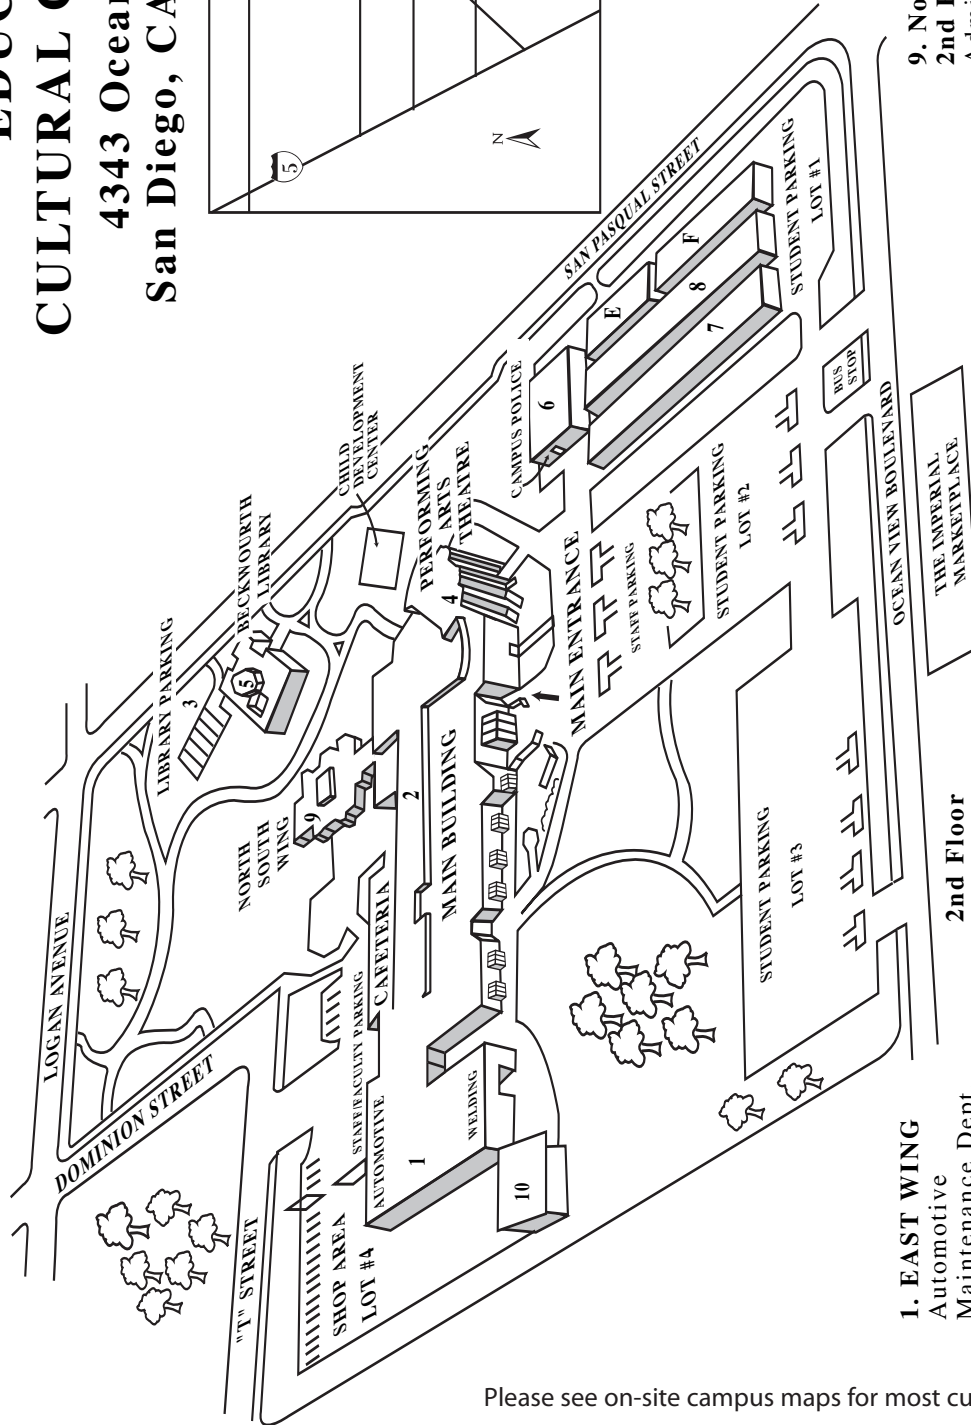 CULTURAL
4343 Ocean
San Diego, CA
5
N
LOGAN AVENUE
DOMINION STREET
"T" STREET
SAN PASQUAL STREET
OCEAN VIEW BOULEVARD
LIBRARY PARKING
3
BECKWOURTH
LIBRARY
5
CHILD
DEVELOPMENT
CENTER
PERFORMING
ARTS
THEATRE
4
CAMPUS POLICE
6
E
F
8
7
STUDENT PARKING
LOT #1
BUS
STOP
NORTH
SOUTH
WING
9
2
MAIN BUILDING
CAFETERIA
MAIN ENTRANCE
STAFF PARKING
STUDENT PARKING
LOT #2
STUDENT PARKING
LOT #3
THE IMPERIAL
MARKETPLACE
STAFF/FACULTY PARKING
AUTOMOTIVE
1
WELDING
10
SHOP AREA
LOT #4
1. EAST WING
Automotive
Maintenance Dept
2nd Floor
9. No
2nd
Please see on-site campus maps for most cu